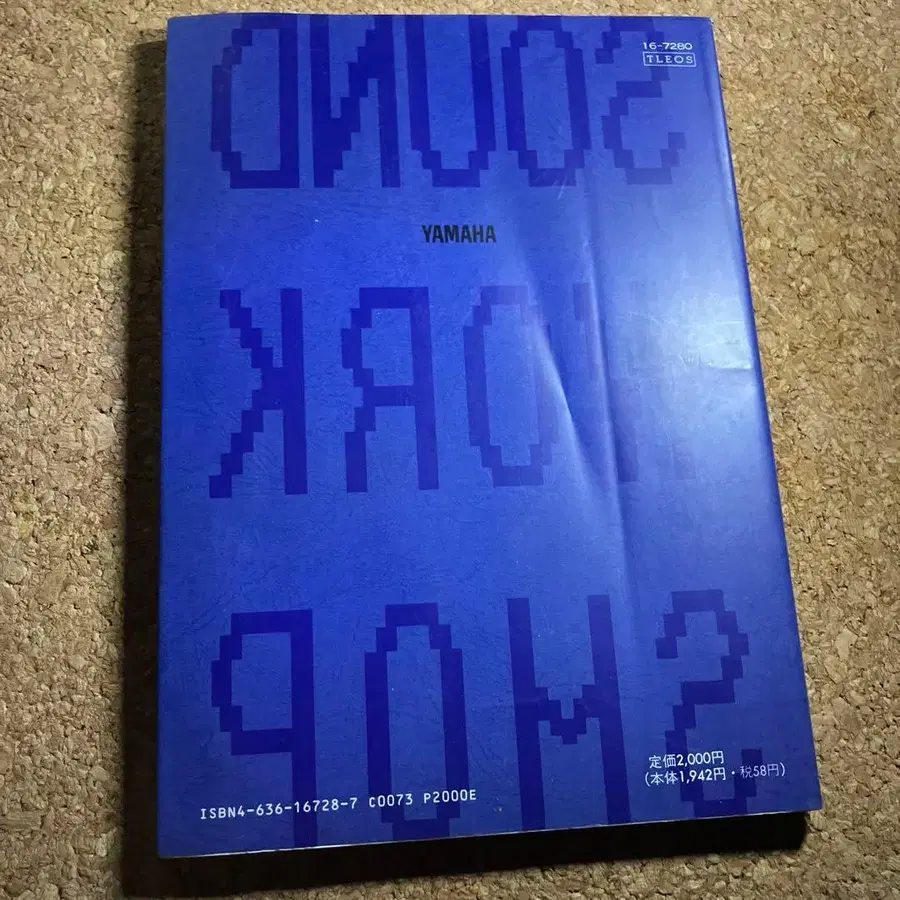 SOUND
16-7280
TLEOS
YAMAHA
WORK
SHOP
定価2,000円
(本体1,942円・税58円)
ISBN4-636-16728-7 C0073 P2000E